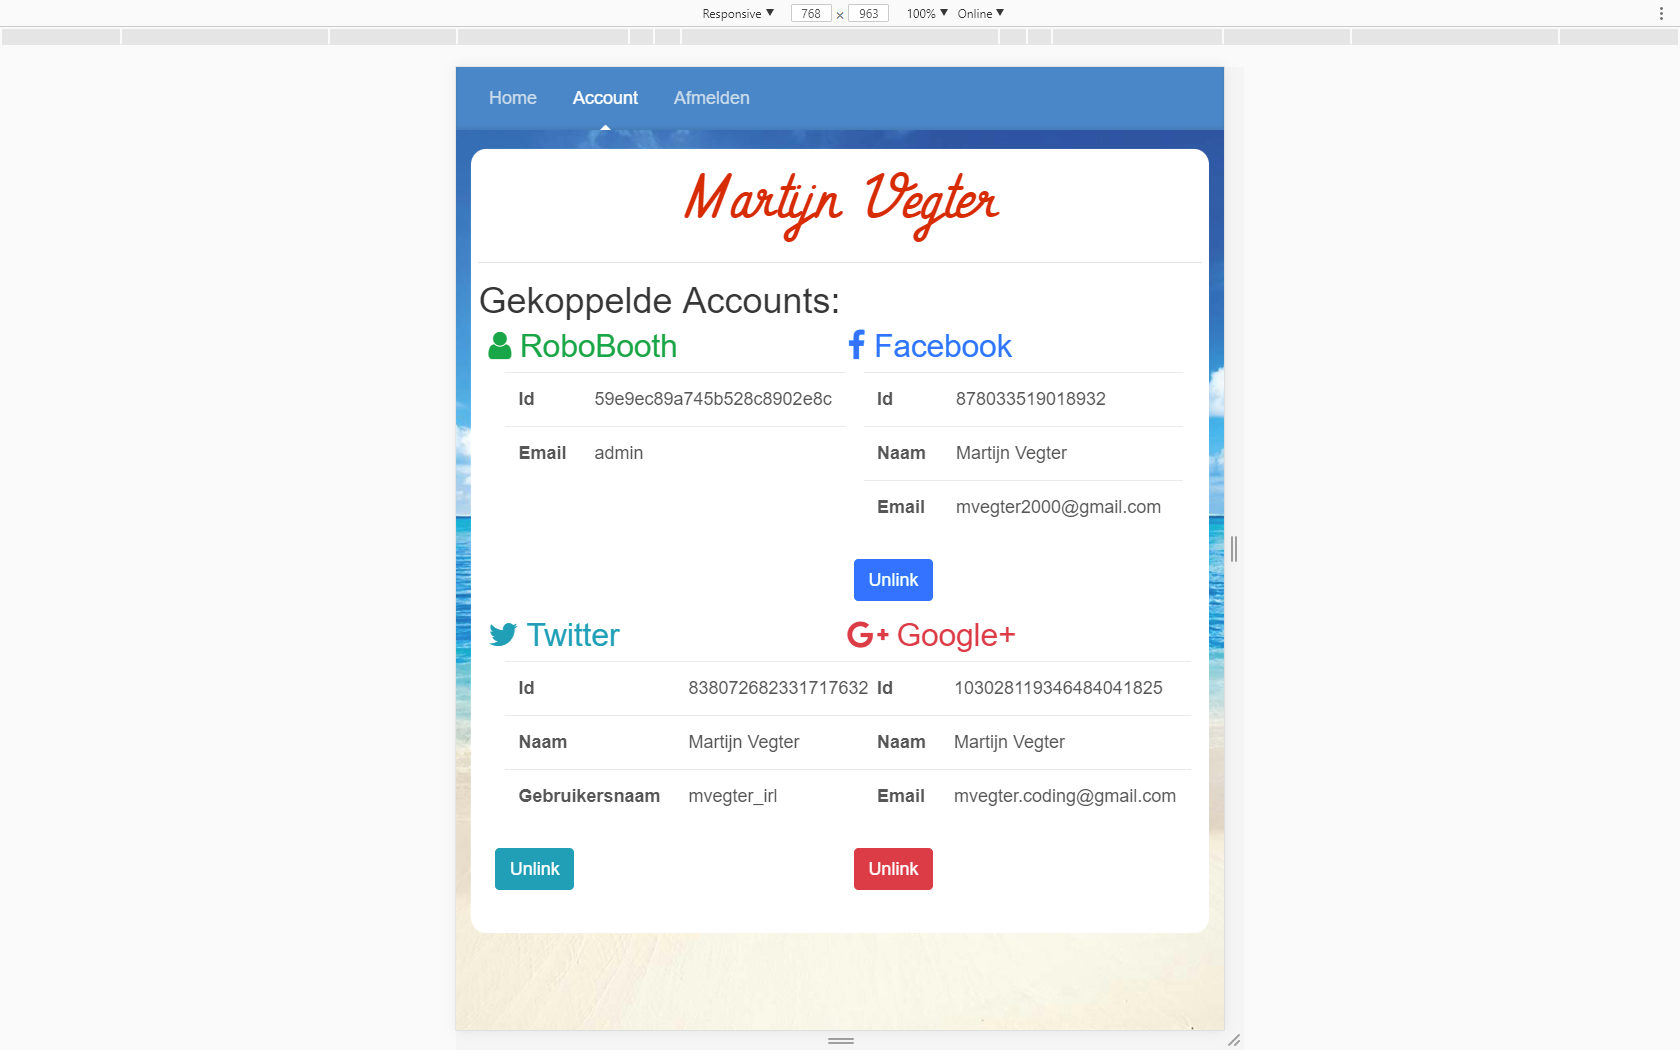 Responsive ▼ 768 × 963 100% ▼ Online ▼
Home Account Afmelden
Martijn Vegter
Gekoppelde Accounts:
RoboBooth
Id 59e9ec89a745b528c8902e8c
Email admin
Facebook
Id 878033519018932
Naam Martijn Vegter
Email mvegter2000@gmail.com
Unlink
Twitter
Id 838072682331717632
Naam Martijn Vegter
Gebruikersnaam mvegter_irl
Unlink
G+ Google+
Id 103028119346484041825
Naam Martijn Vegter
Email mvegter.coding@gmail.com
Unlink